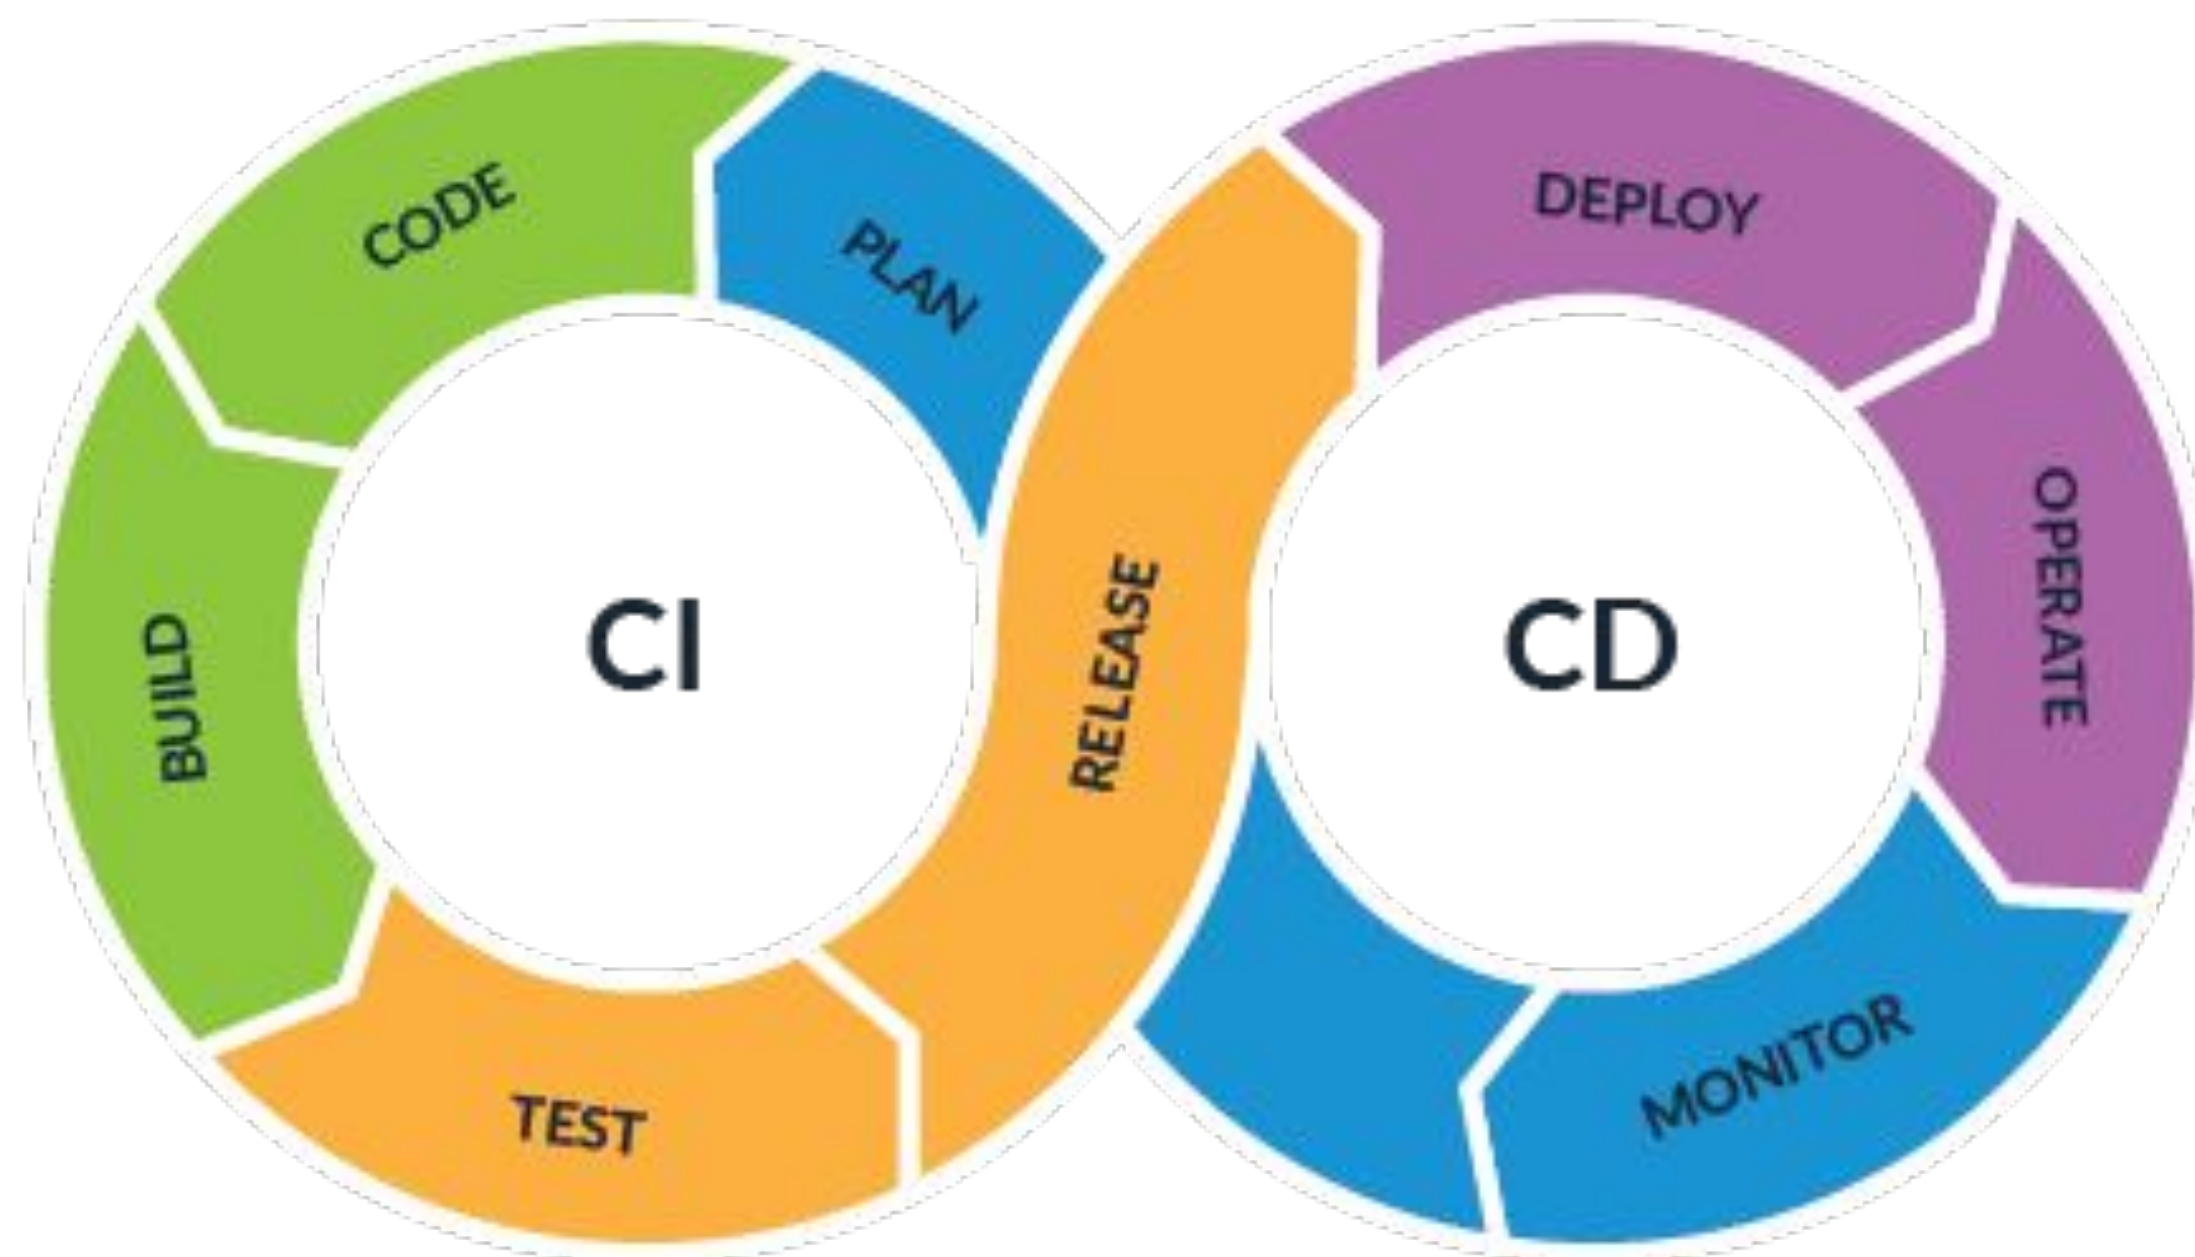 PLAN
CODE
BUILD
TEST
RELEASE
DEPLOY
OPERATE
MONITOR
CI
CD